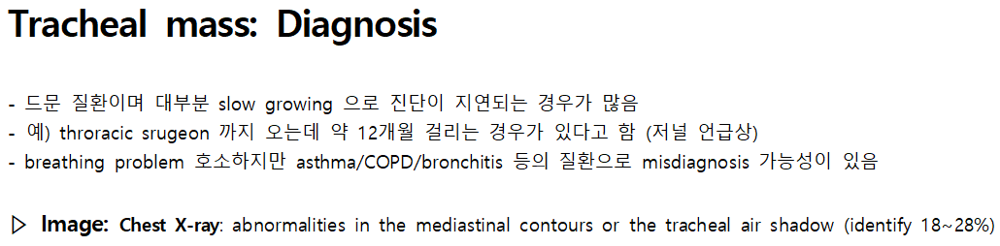 Tracheal mass: Diagnosis
- 드문 질환이며 대부분 slow growing 으로 진단이 지연되는 경우가 많음
- 예) throracic srugeon 까지 오는데 약 12개월 걸리는 경우가 있다고 함 (저널 언급상)
- breathing problem 호소하지만 asthma/COPD/bronchitis 등의 질환으로 misdiagnosis 가능성이 있음
▷ Image: Chest X-ray: abnormalities in the mediastinal contours or the tracheal air shadow (identify 18~28%)